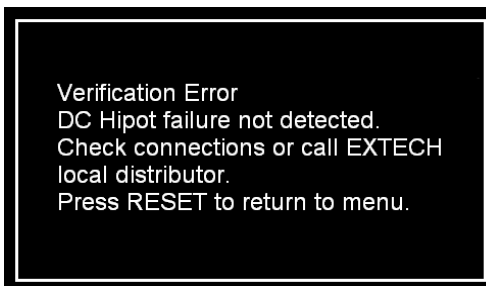 Verification Error
DC Hipot failure not detected.
Check connections or call EXTECH
local distributor.
Press RESET to return to menu.